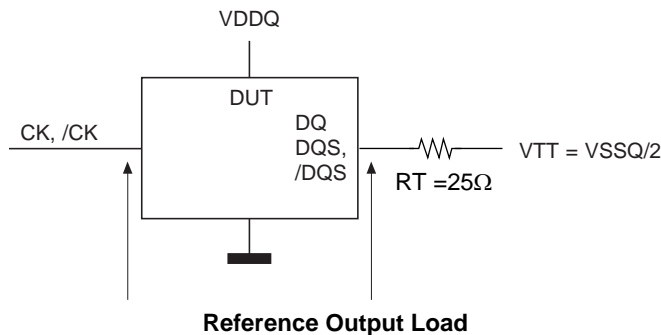 VDDQ
DUT
CK, /CK
DQ
DQS,
/DQS
RT =25Ω
VTT = VSSQ/2
Reference Output Load